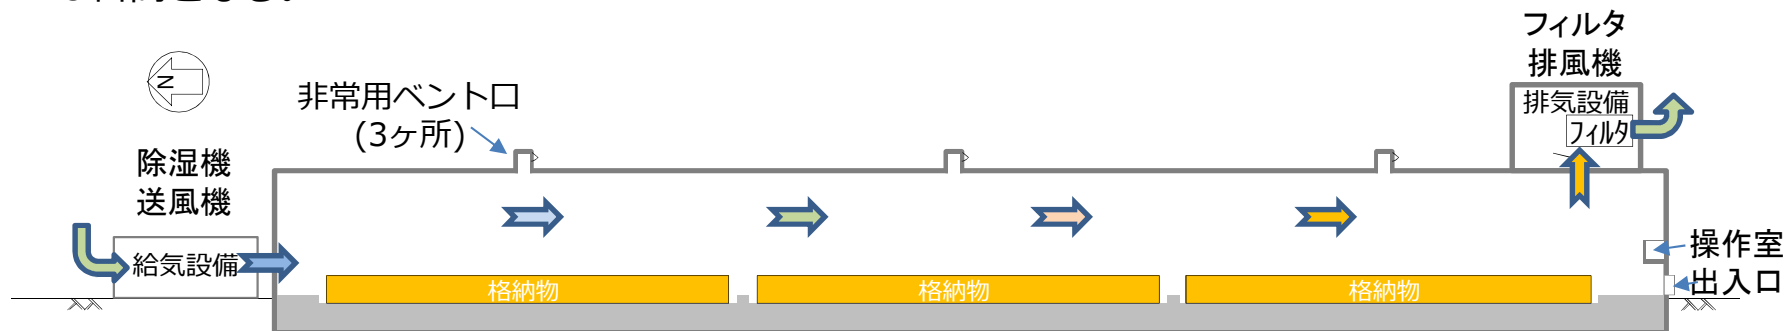 フィルタ
排風機
排気設備
フィルタ
N
非常用ベントロ
(3ヶ所)
除湿機
送風機
給気設備
格納物
格納物
格納物
操作室
出入口